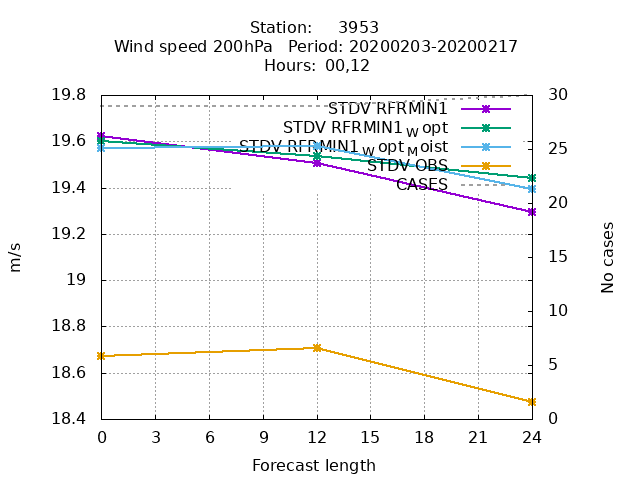 Station: 3953
Wind speed 200hPa Period: 20200203-20200217
Hours: 00,12
19.8
19.6
19.4
19.2
19
18.8
18.6
18.4
m/s
STDV RFRMIN1
STDV RFRMIN1 w opt
STDV RFRMIN1 w opt M oist
STDV OBS
CASES
30
25
20
15
10
5
0
No cases
0 3 6 9 12 15 18 21 24
Forecast length